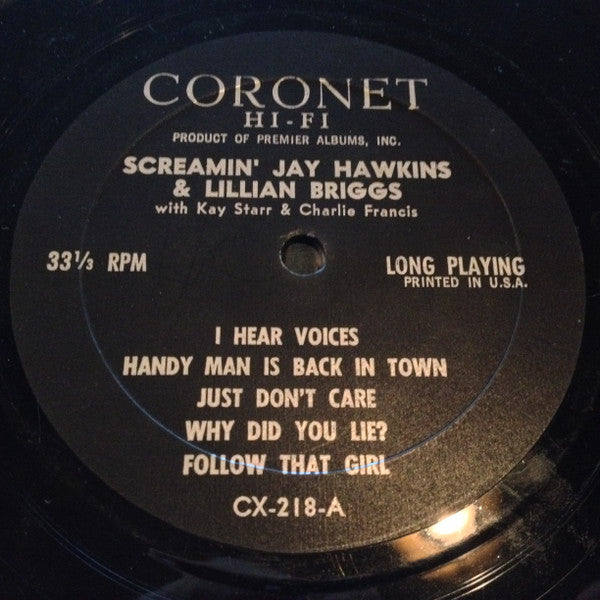 CORONET
HI-FI
PRODUCT OF PREMIER ALBUMS, INC.
SCREAMIN' JAY HAWKINS
& LILLIAN BRIGGS
with Kay Starr & Charlie Francis
33⅓ RPM
LONG PLAYING
PRINTED IN U.S.A.
I HEAR VOICES
HANDY MAN IS BACK IN TOWN
JUST DON'T CARE
WHY DID YOU LIE?
FOLLOW THAT GIRL
CX-218-A